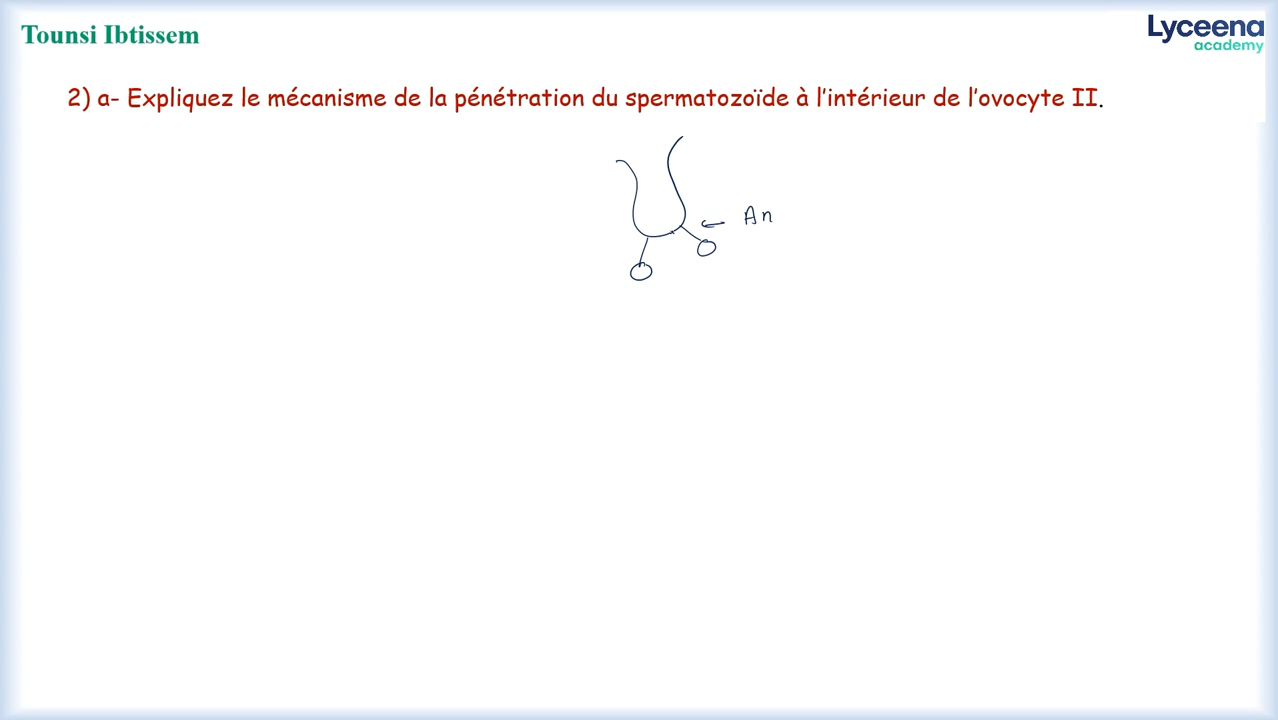 Tounsi Ibtissem
Lyceena
academy
2) a- Expliquez le mécanisme de la pénétration du spermatozoïde à l'intérieur de l'ovocyte II.
An